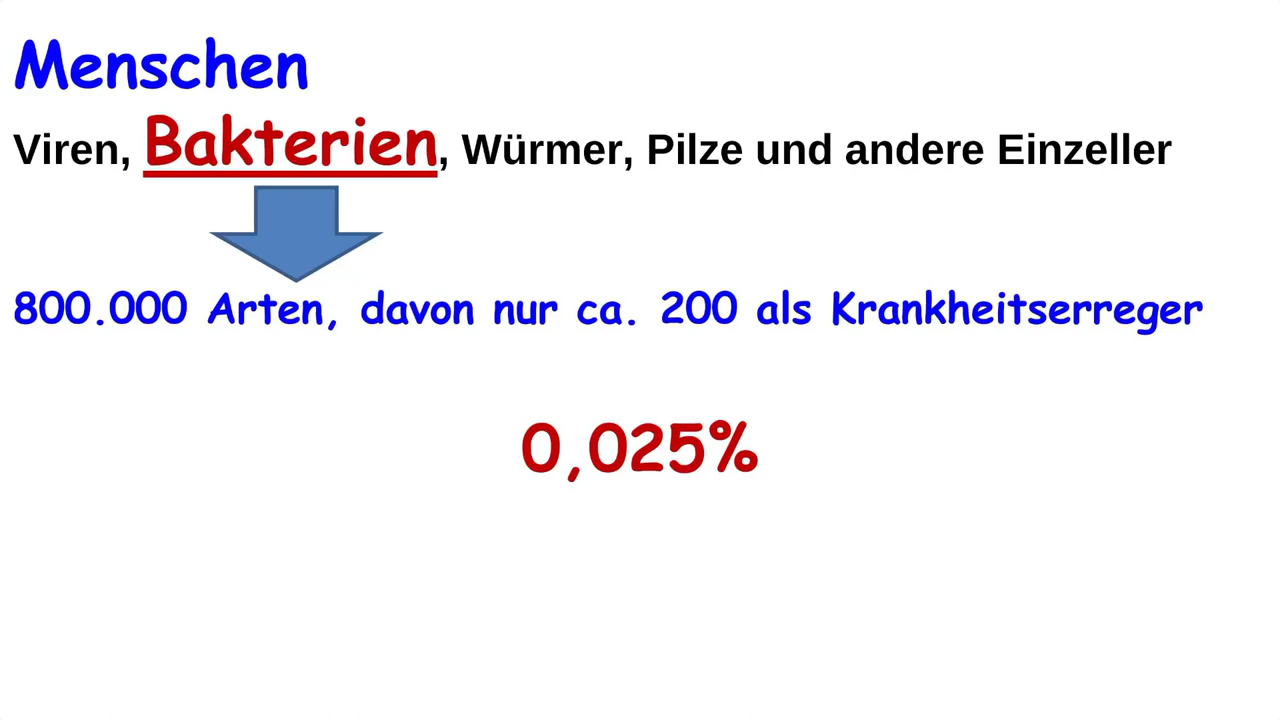 Menschen
Viren, Bakterien, Würmer, Pilze und andere Einzeller
800.000 Arten, davon nur ca. 200 als Krankheitserreger
0,025%